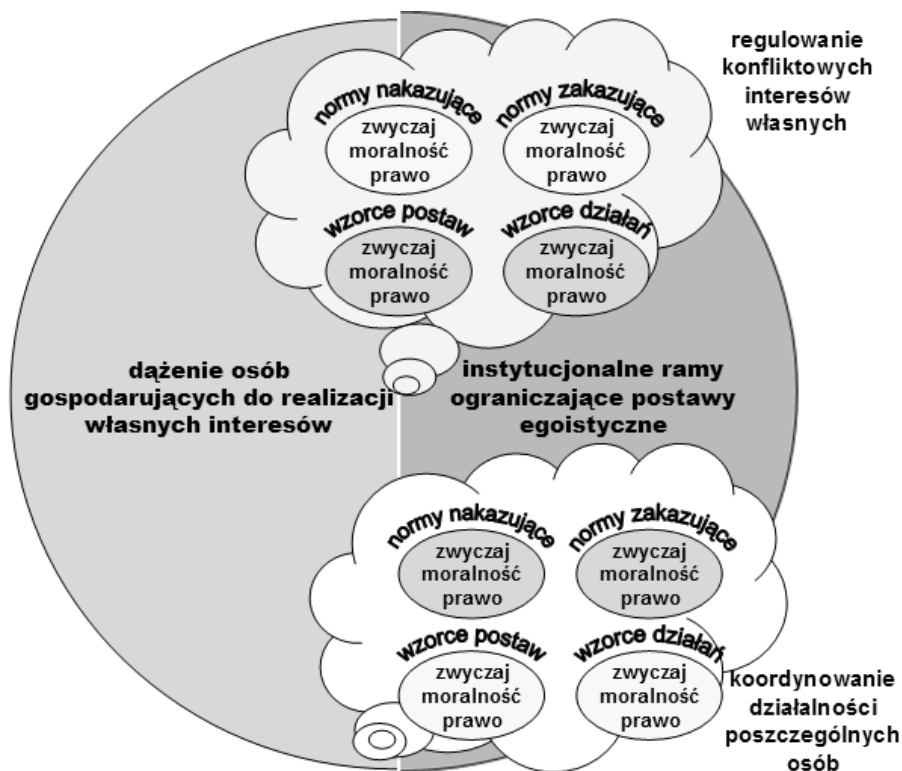 regulowanie
konfliktowych
interesów
własnych
normy nakazujące
zwyczaj
moralność
prawo
normy zakazujące
zwyczaj
moralność
prawo
wzorce postaw
zwyczaj
moralność
prawo
wzorce działań
zwyczaj
moralność
prawo
dążenie osób
gospodarujących do realizacji
własnych interesów
instytucjonalne ramy
ograniczające postawy
egoistyczne
normy nakazujące
zwyczaj
moralność
prawo
normy zakazujące
zwyczaj
moralność
prawo
wzorce postaw
zwyczaj
moralność
prawo
wzorce działań
zwyczaj
moralność
prawo
koordynowanie
działalności
poszczególnych
osób